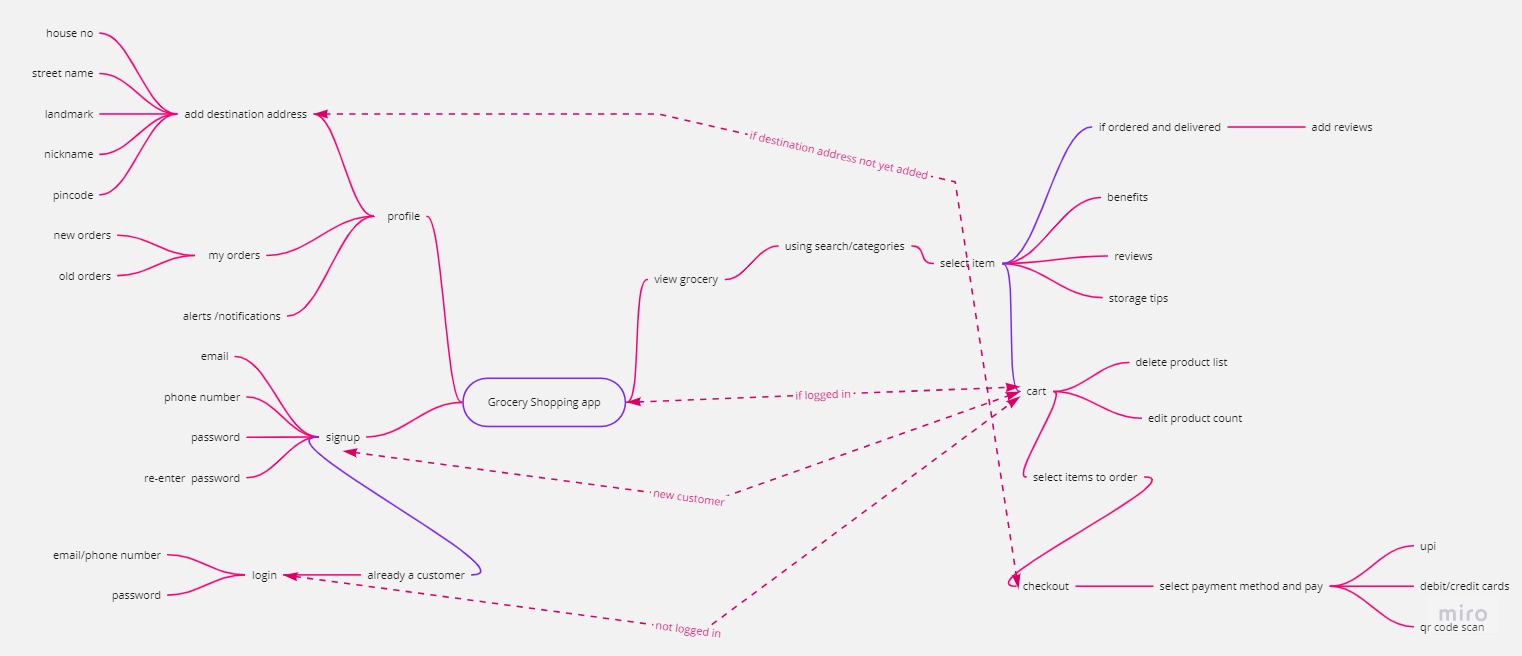 house no
street name
landmark
nickname
pincode
add destination address
new orders
old orders
my orders
alerts /notifications
profile
email
phone number
password
re-enter  password
signup
email/phone number
password
login
already a customer
Grocery Shopping app
view grocery
using search/categories
select item
if ordered and delivered
add reviews
benefits
reviews
storage tips
cart
delete product list
edit product count
select items to order
checkout
select payment method and pay
upi
debit/credit cards
qr code scan
if destination address not yet added
if logged in
new customer
not logged in
miro